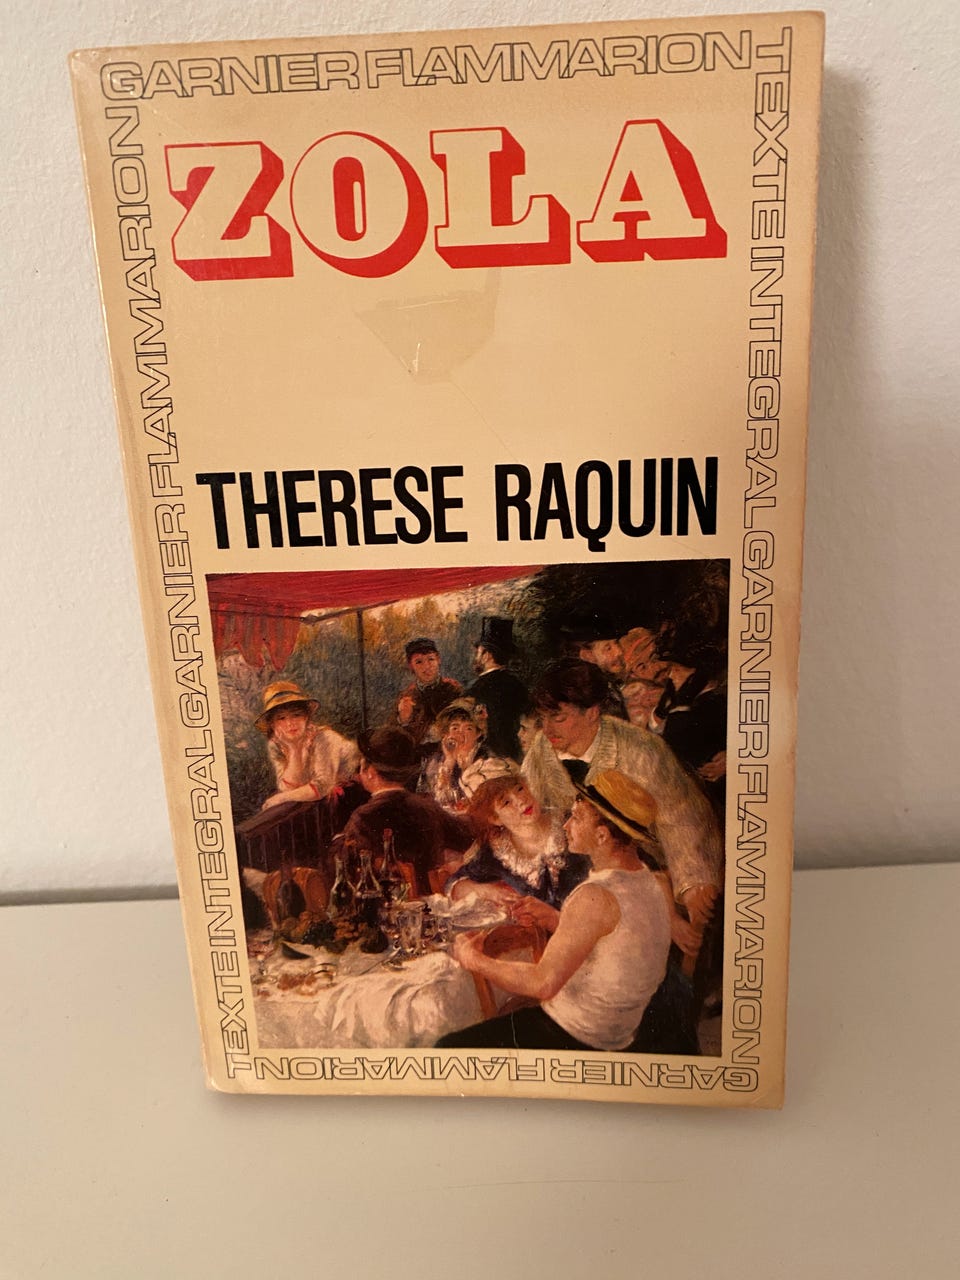 GARNIER FLAMMARION
TEXTE INTEGRAL GARNIER FLAMMARION
GARNIER FLAMMARION
TEXTE INTEGRAL GARNIER FLAMMARION
ZOLA
THERESE RAQUIN